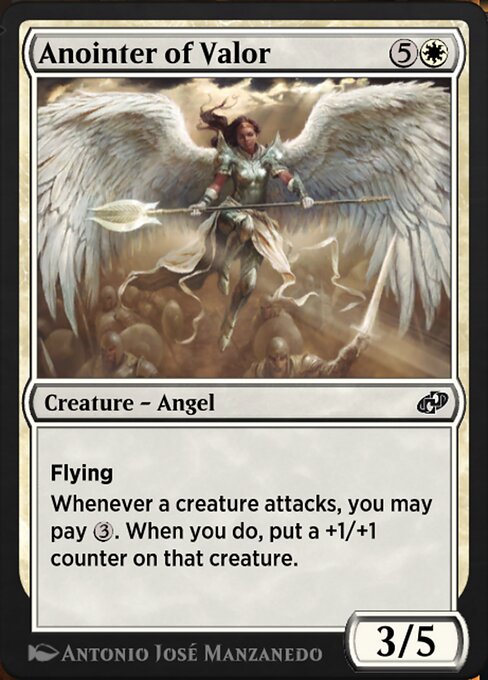 Anointer of Valor 5
Creature – Angel
Flying
Whenever a creature attacks, you may
pay 3. When you do, put a +1/+1
counter on that creature.
3/5
Antonio José Manzanedo